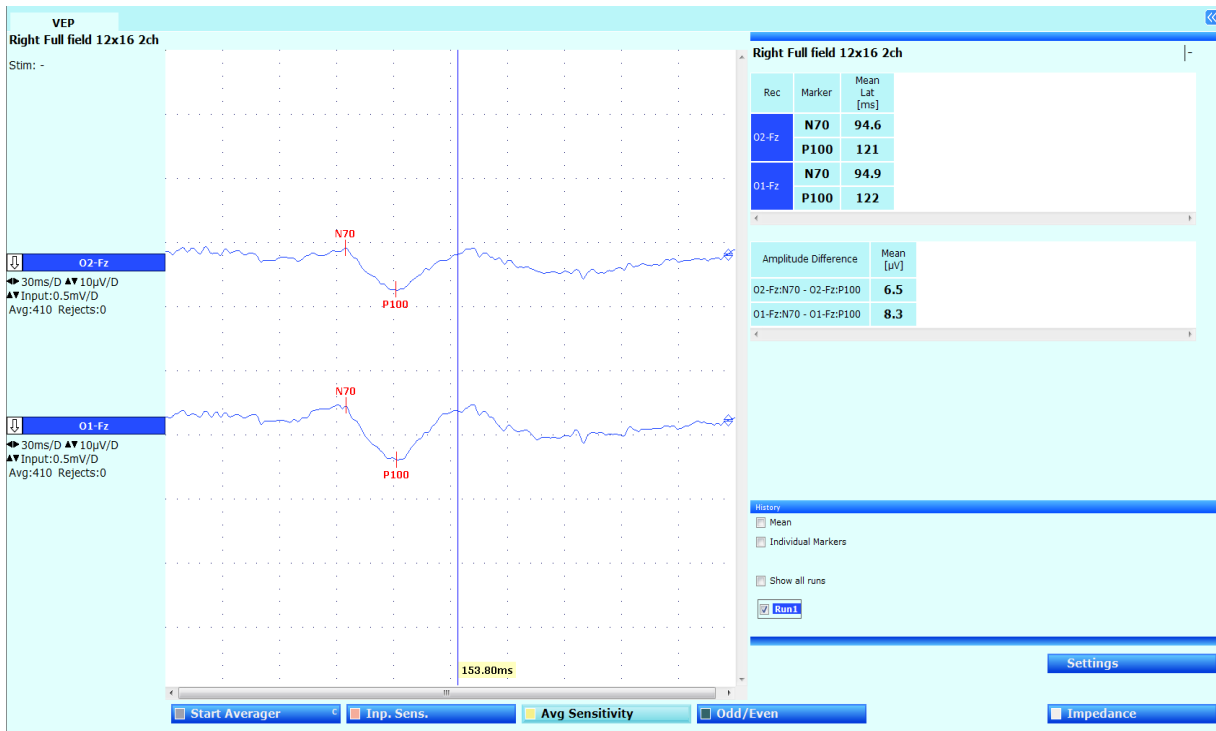 VEP
Right Full field 12x16 2ch
Stim: -
N70
P100
O2-Fz
30ms/D 10µV/D
Input:0.5mV/D
Avg:410 Rejects:0
N70
P100
O1-Fz
30ms/D 10µV/D
Input:0.5mV/D
Avg:410 Rejects:0
153.80ms
Right Full field 12x16 2ch
Rec Marker Mean Lat [ms]
O2-Fz N70 94.6
P100 121
O1-Fz N70 94.9
P100 122
Amplitude Difference Mean [µV]
O2-Fz:N70 - O2-Fz:P100 6.5
O1-Fz:N70 - O1-Fz:P100 8.3
History
Mean
Individual Markers
Show all runs
Run1
Settings
Start Averager C Inp. Sens. Avg Sensitivity Odd/Even Impedance